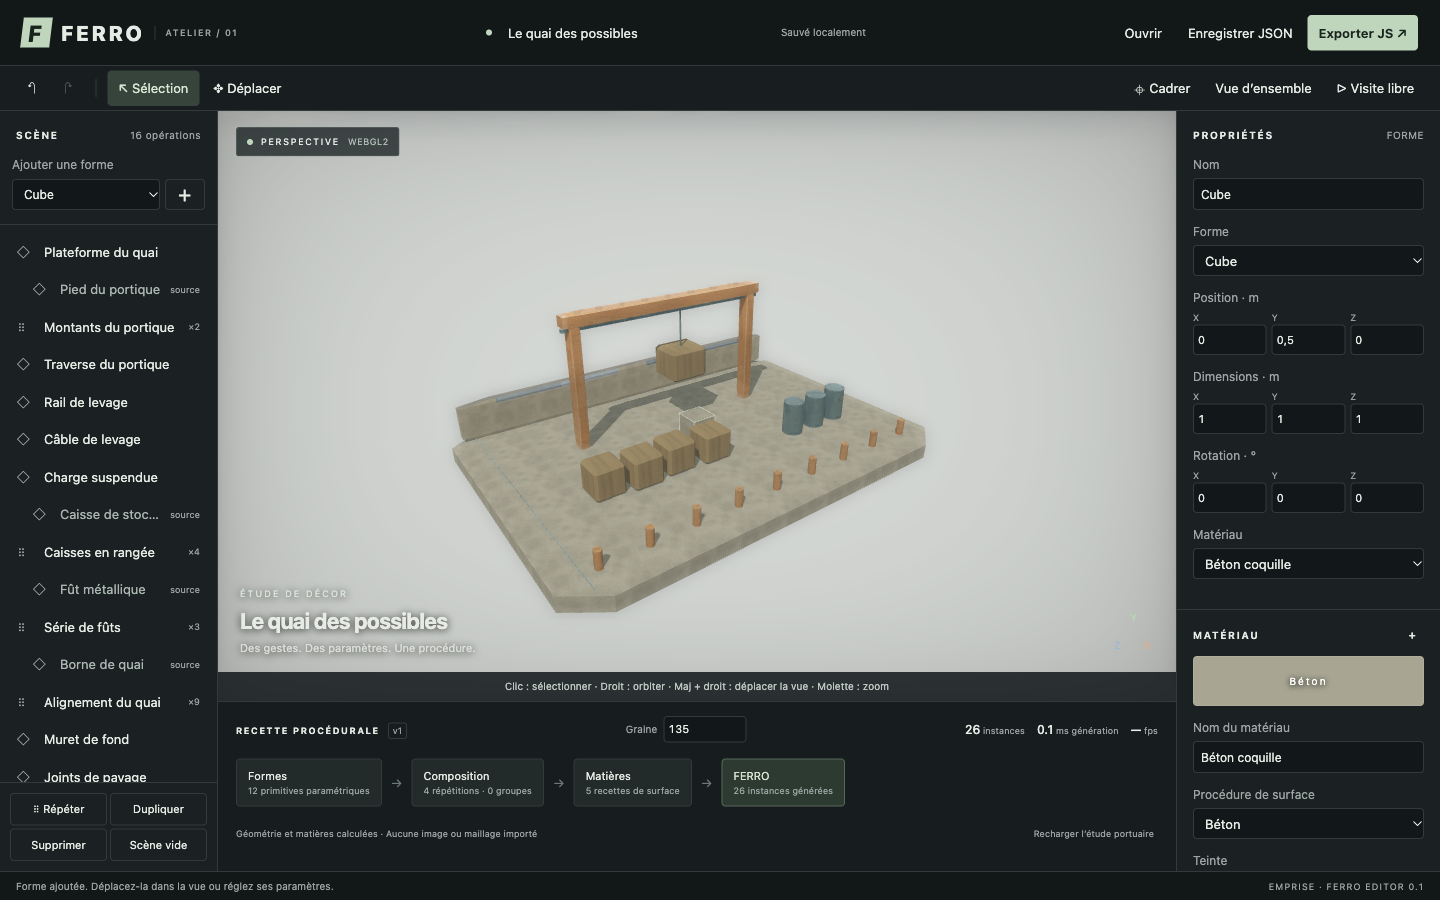 F FERRO ATELIER / 01
Le quai des possibles
Sauvé localement
Ouvrir
Enregistrer JSON
Exporter JS ↗
Sélection
Déplacer
Cadrer
Vue d’ensemble
Visite libre
SCÈNE
16 opérations
Ajouter une forme
Cube
+
Plateforme du quai
Pied du portique source
Montants du portique ×2
Traverse du portique
Rail de levage
Câble de levage
Charge suspendue
Caisse de stoc... source
Caisses en rangée ×4
Fût métallique source
Série de fûts ×3
Borne de quai source
Alignement du quai ×9
Muret de fond
Joints de pavage
Répéter
Dupliquer
Supprimer
Scène vide
PERSPECTIVE WEBGL2
ÉTUDE DE DÉCOR
Le quai des possibles
Des gestes. Des paramètres. Une procédure.
Y
Z
Clic : sélectionner · Droit : orbiter · Maj + droit : déplacer la vue · Molette : zoom
RECETTE PROCÉDURALE v1
Graine 135
26 instances 0.1 ms génération — fps
Formes
12 primitives paramétriques
→
Composition
4 répétitions · 0 groupes
→
Matières
5 recettes de surface
→
FERRO
26 instances générées
Géométrie et matières calculées · Aucune image ou maillage importé
Recharger l’étude portuaire
PROPRIÉTÉS
FORME
Nom
Cube
Forme
Cube
Position · m
X Y Z
0 0,5 0
Dimensions · m
X Y Z
1 1 1
Rotation · °
X Y Z
0 0 0
Matériau
Béton coquille
MATÉRIAU +
Béton
Nom du matériau
Béton coquille
Procédure de surface
Béton
Teinte
Forme ajoutée. Déplacez-la dans la vue ou réglez ses paramètres.
EMPRISE · FERRO EDITOR 0.1